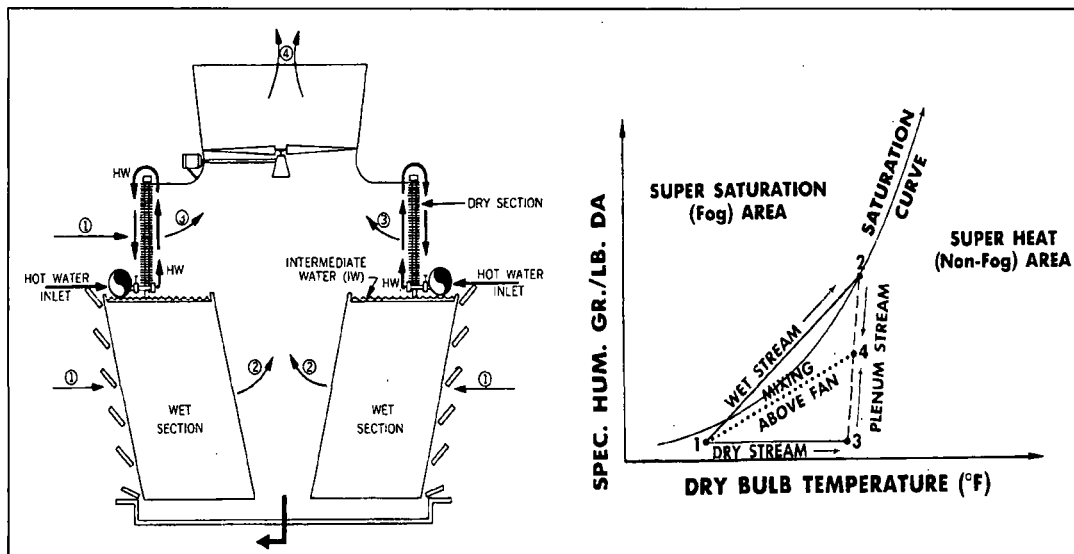 ④
HW
①
③
③
DRY SECTION
HOT WATER
INLET
HW
INTERMEDIATE
WATER (IW)
HW
HOT WATER
INLET
①
②
②
①
WET
SECTION
WET
SECTION
SPEC. HUM. GR./LB. DA
SUPER SATURATION
(Fog) AREA
SATURATION
CURVE
SUPER HEAT
(Non-Fog) AREA
2
WET STREAM
MIXING
ABOVE FAN
4
PLENUM STREAM
1
DRY STREAM
3
DRY BULB TEMPERATURE (°F)